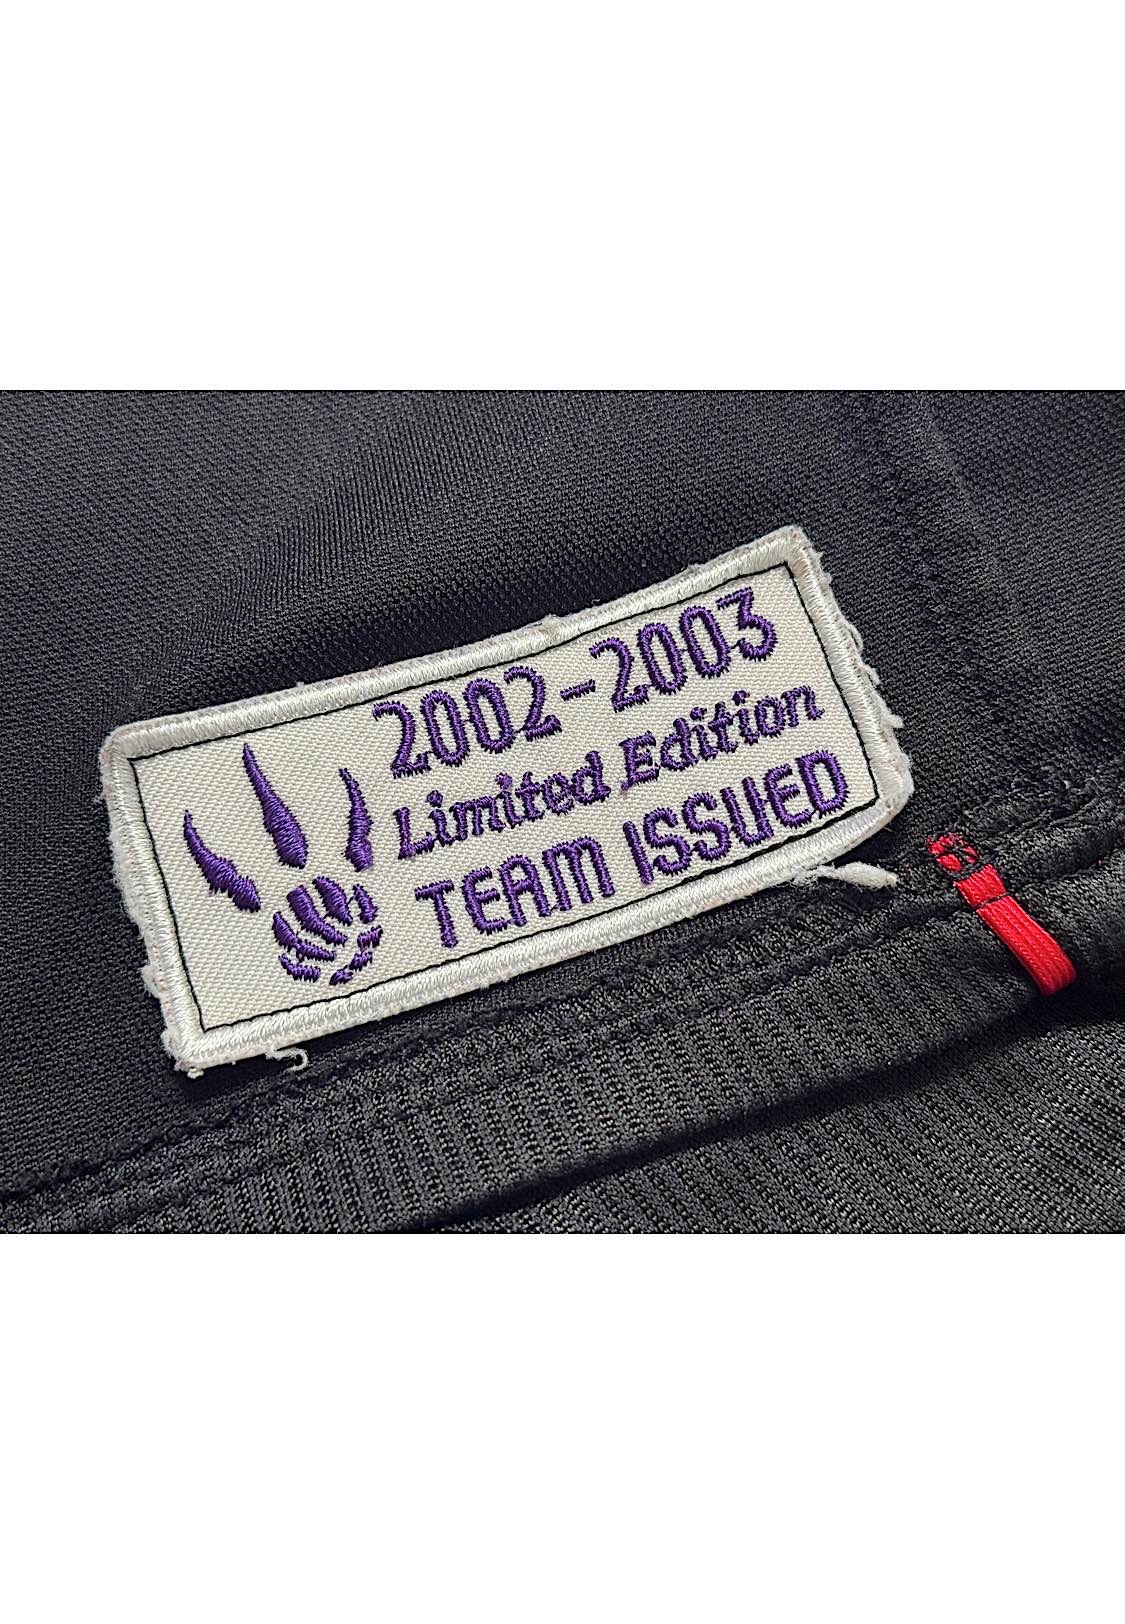 2002-2003
Limited Edition
TEAM ISSUED